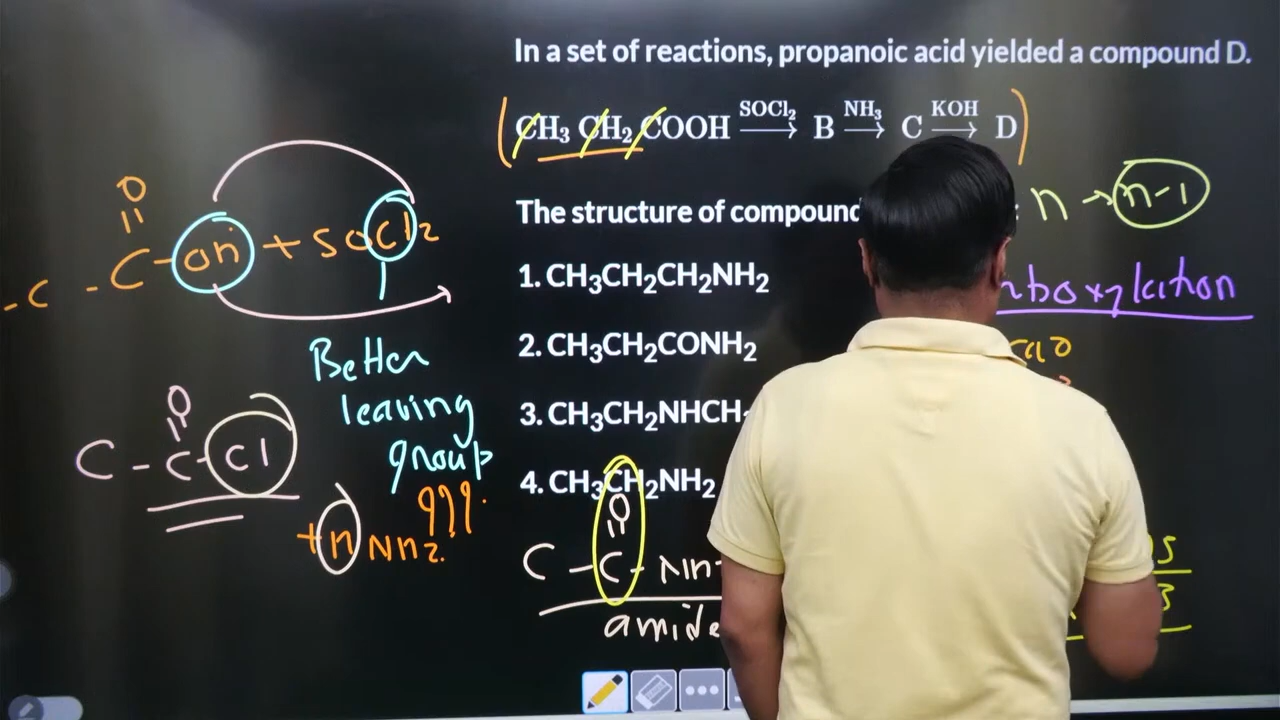 In a set of reactions, propanoic acid yielded a compound D.
CH₃ CH₂ COOH SOCl₂ → B NH₃ → C KOH → D
The structure of compound
n → n-1
1. CH₃CH₂CH₂NH₂
2. CH₃CH₂CONH₂
3. CH₃CH₂NHCH
4. CH₃CH₂NH₂
O
C - C - OH + SOCl₂
Better
leaving
group
O
C - C - Cl
+ H NH₂
O
C - C - NH
amide